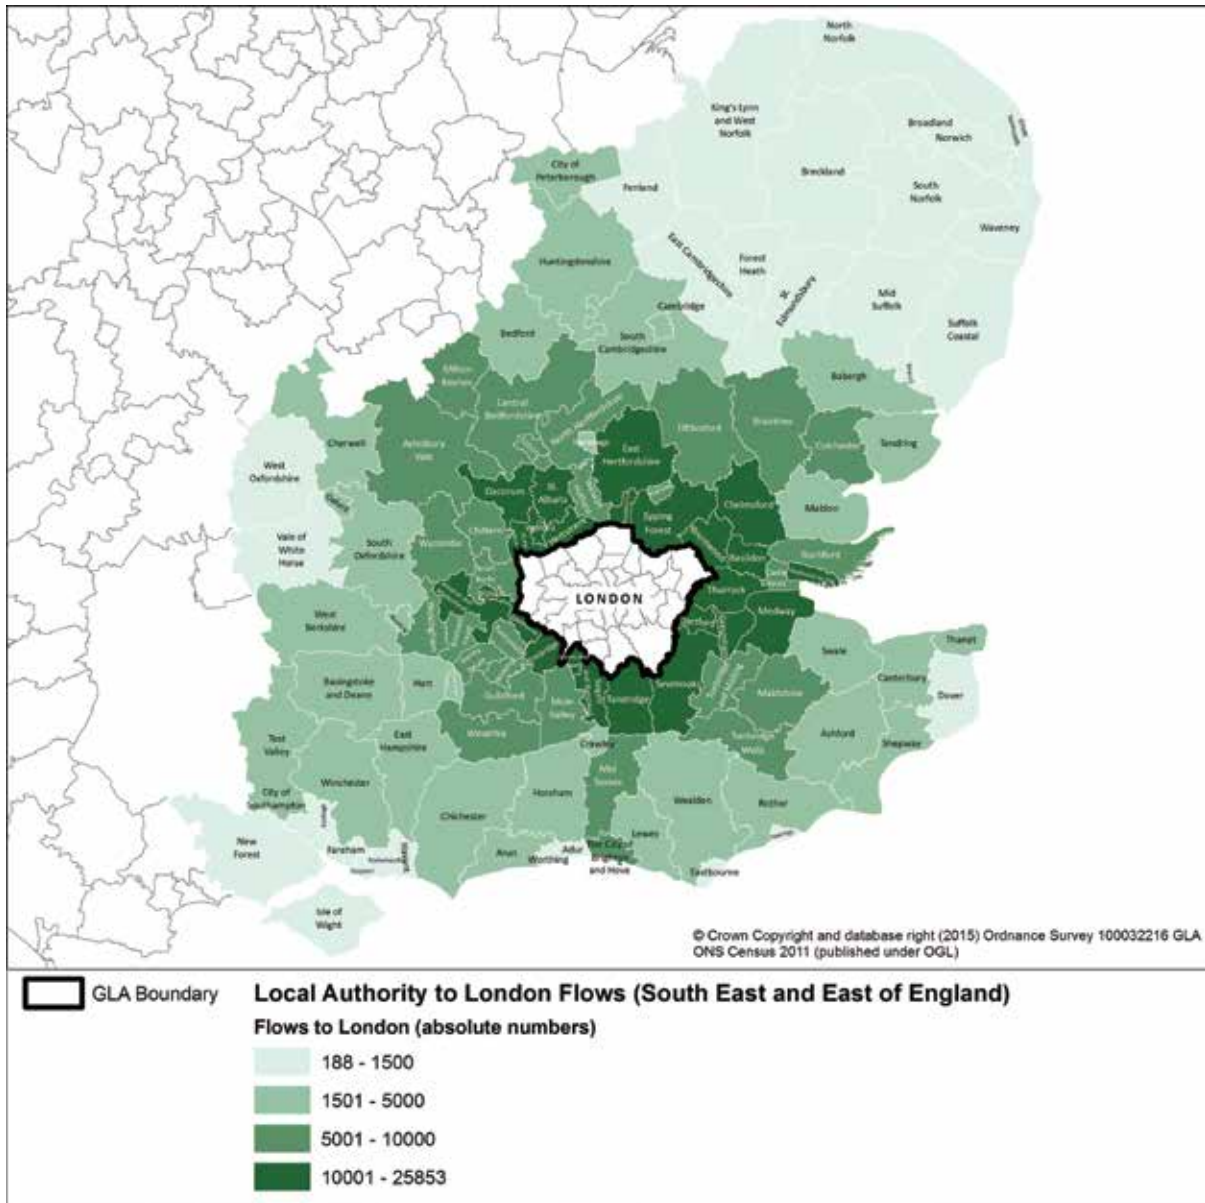 North
Norfolk
King's Lynn
and West
Norfolk
Broadland
Norwich
City of
Peterborough
Fenland
Breckland
South
Norfolk
Waveney
East Cambridgeshire
Huntingdonshire
Forest
Heath
St
Edmundsbury
Mid
Suffolk
Cambridge
Suffolk
Coastal
Bedford
South
Cambridgeshire
Milton
Keynes
Babergh
Central
Bedfordshire
North Hertfordshire
Cherwell
Aylesbury
Vale
Uttlesford
Braintree
Colchester
Tendring
West
Oxfordshire
East
Hertfordshire
Dacorum
St
Albans
Oxford
Chelmsford
Maldon
Epping
Forest
Vale of
White
Horse
South
Oxfordshire
Wycombe
Chiltern
Basildon
Rochford
LONDON
Thurrock
Medway
Dartford
West
Berkshire
Swale
Thanet
Canterbury
Dover
Basingstoke
and Deane
Hart
Guildford
Mole
Valley
Tandridge
Sevenoaks
Maidstone
Waverley
Tunbridge
Wells
Ashford
Shepway
Test
Valley
East
Hampshire
Crawley
Mid
Sussex
Winchester
Horsham
Wealden
Rother
City of
Southampton
Chichester
Lewes
New
Forest
Fareham
Arun
Worthing
Adur
The City of
Brighton
and Hove
Eastbourne
Isle of
Wight
© Crown Copyright and database right (2015) Ordnance Survey 100032216 GLA
ONS Census 2011 (published under OGL)
GLA Boundary
Local Authority to London Flows (South East and East of England)
Flows to London (absolute numbers)
188 - 1500
1501 - 5000
5001 - 10000
10001 - 25853